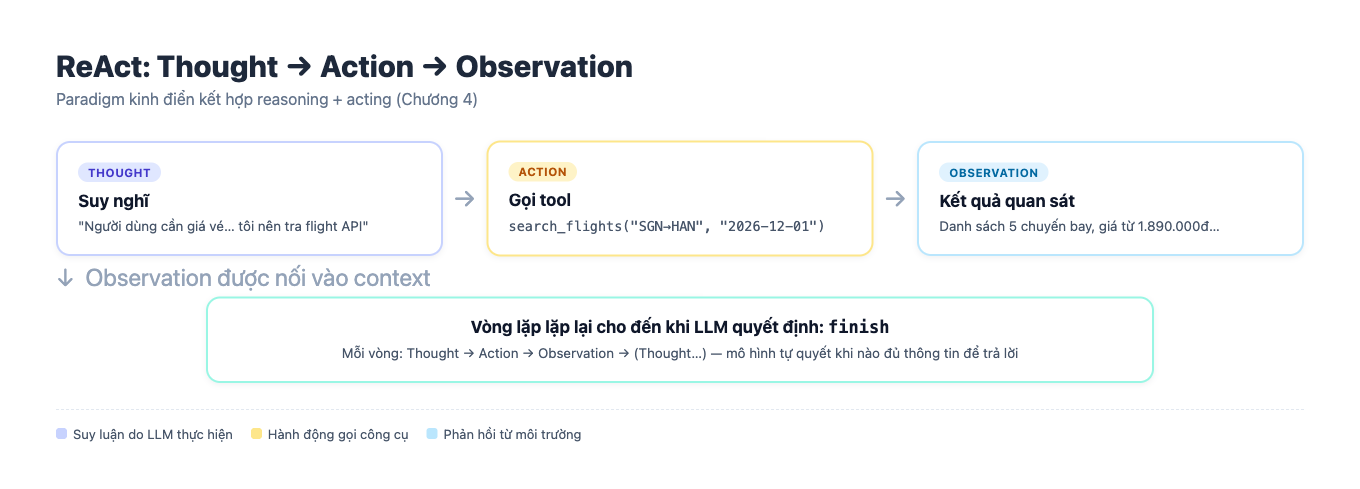 ReAct: Thought → Action → Observation
Paradigm kinh điển kết hợp reasoning + acting (Chương 4)
THOUGHT
Suy nghĩ
"Người dùng cần giá vé… tôi nên tra flight API"
→
ACTION
Gọi tool
search_flights("SGN→HAN", "2026-12-01")
→
OBSERVATION
Kết quả quan sát
Danh sách 5 chuyến bay, giá từ 1.890.000đ…
↓ Observation được nối vào context
Vòng lặp lặp lại cho đến khi LLM quyết định: finish
Mỗi vòng: Thought → Action → Observation → (Thought…) — mô hình tự quyết khi nào đủ thông tin để trả lời
Suy luận do LLM thực hiện
Hành động gọi công cụ
Phản hồi từ môi trường